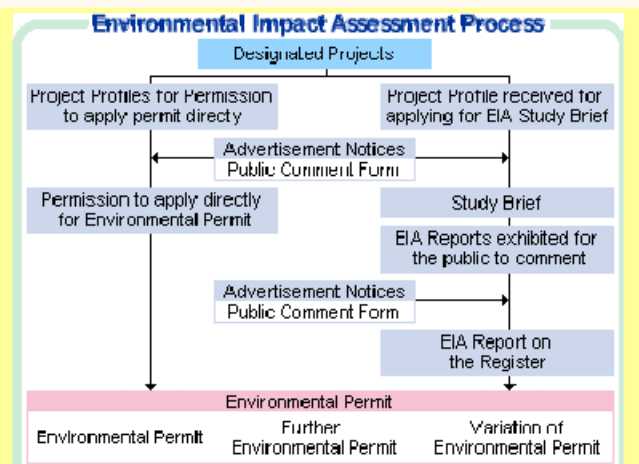 Environmental Impact Assessment Process
Designated Projects
Project Profiles for Permission
to apply permit directy
Project Profile received for
applying for EIA Study Brief
Advertisement Notices
Public Comment Form
Permission to apply directly
for Environmental Permit
Study Brief
EIA Reports exhibited for
the public to comment
Advertisement Notices
Public Comment Form
EIA Report on
the Register
Environmental Permit
Environmental Permit
Further
Environmental Permit
Variation of
Environmental Permit